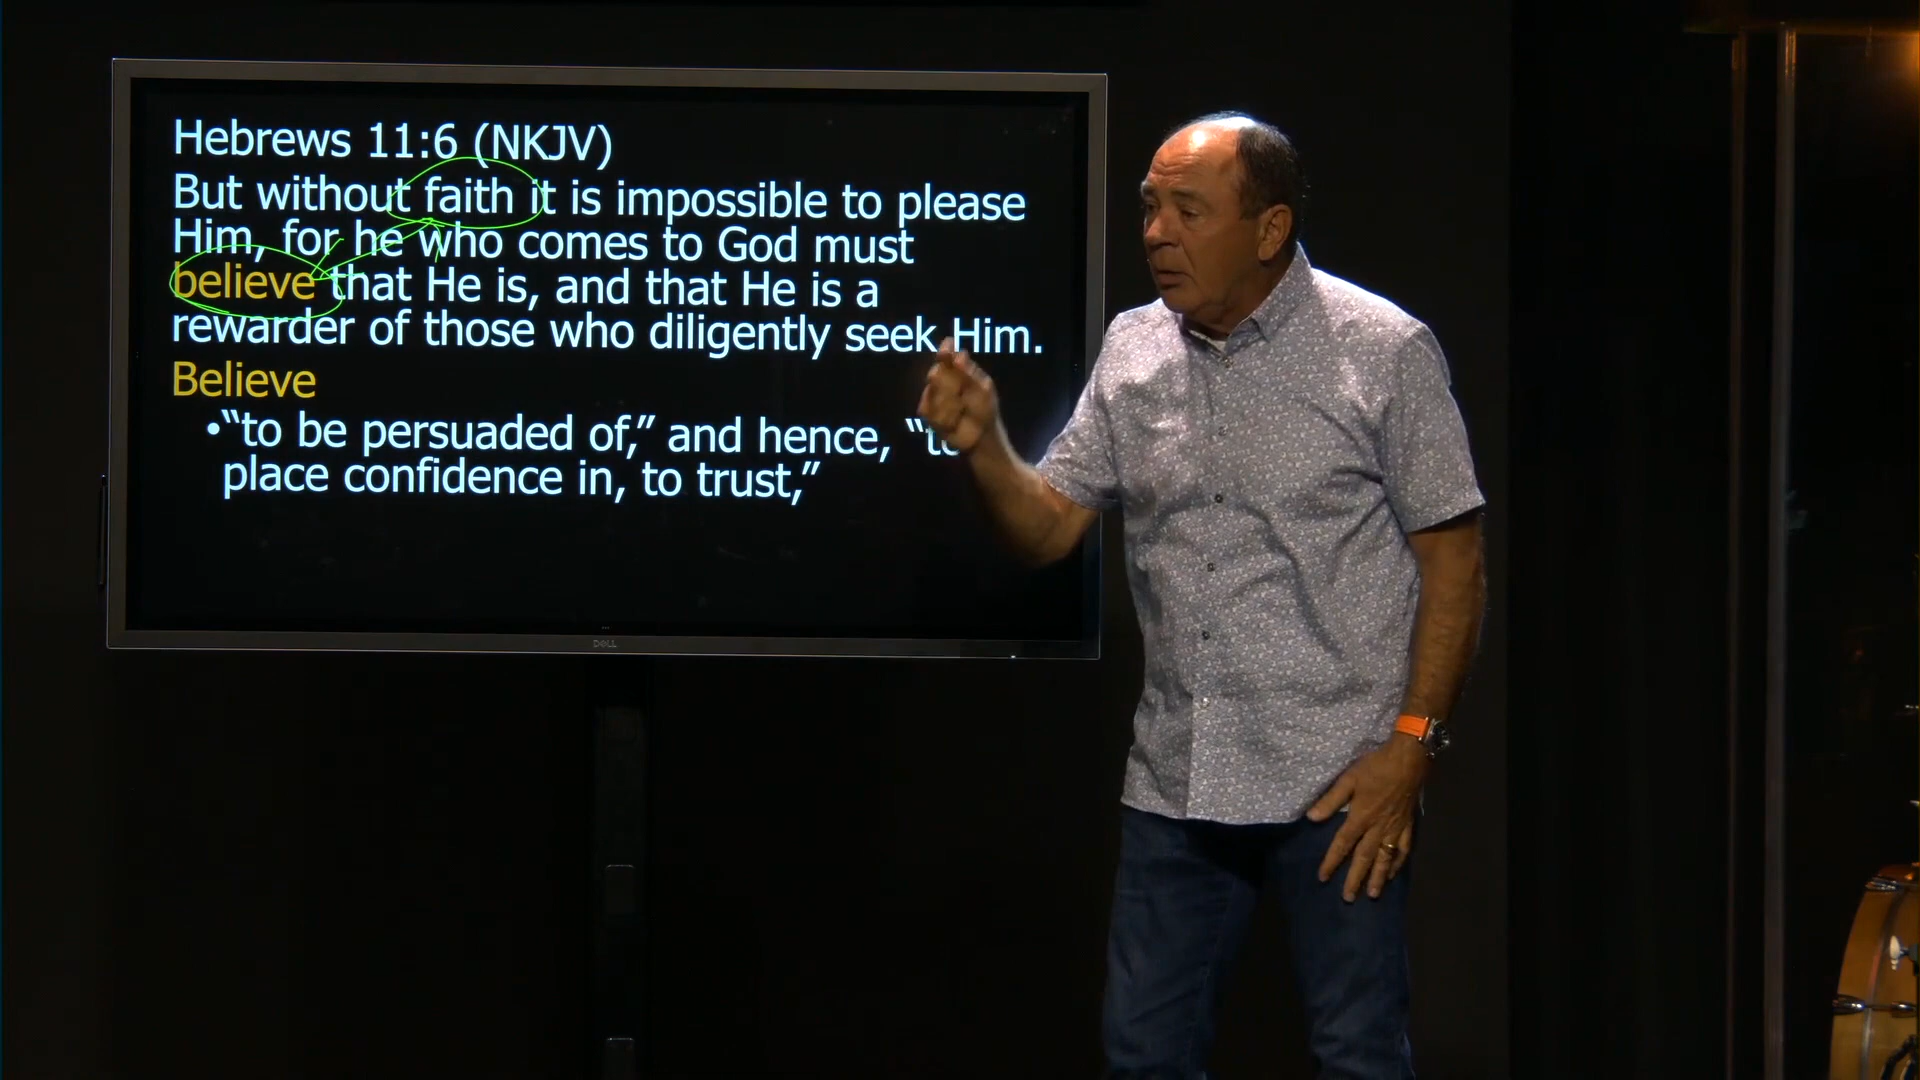 Hebrews 11:6 (NKJV)
But without faith it is impossible to please
Him, for he who comes to God must
believe that He is, and that He is a
rewarder of those who diligently seek Him.
Believe
•“to be persuaded of,” and hence, “to
place confidence in, to trust,”
DELL